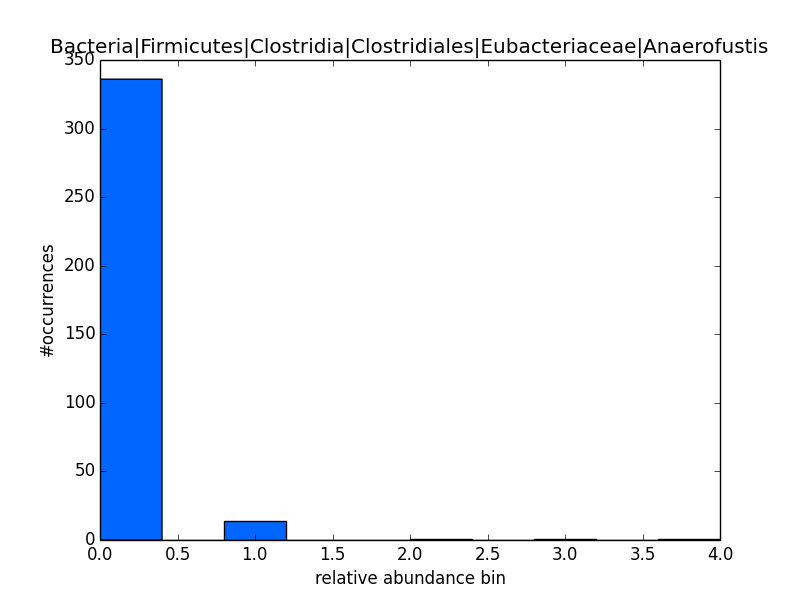 Bacteria|Firmicutes|Clostridia|Clostridiales|Eubacteriaceae|Anaerofustis
350
300
250
200
150
100
50
0
#occurrences
0.0 0.5 1.0 1.5 2.0 2.5 3.0 3.5 4.0
relative abundance bin